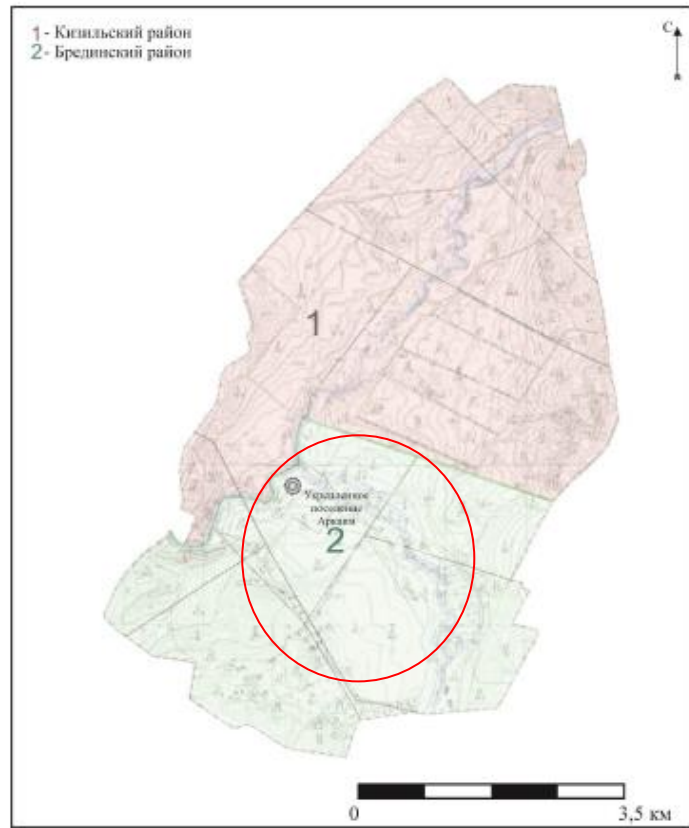 1 - Кизильский район
2- Брединский район
С
1
Укрепленное
поселение
Аркаим
2
0 3,5 км